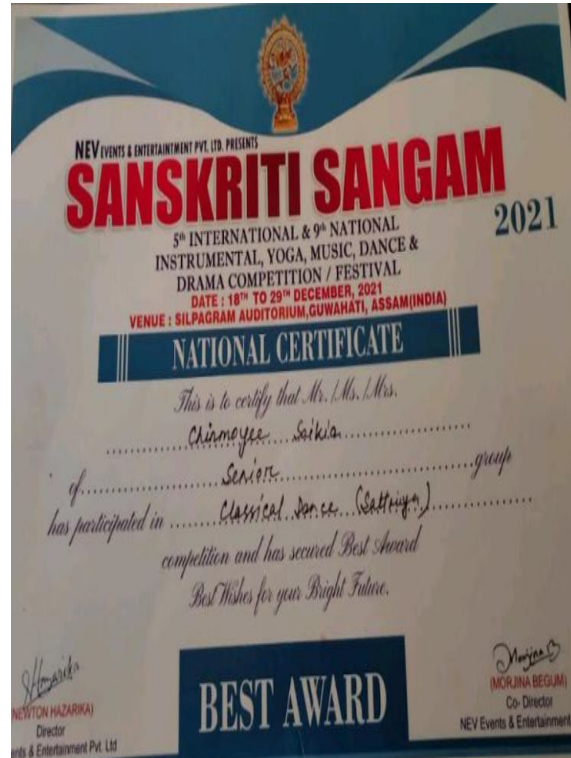 NEV EVENTS & ENTERTAINMENT PVT. LTD. PRESENTS
SANSKRITI SANGAM
2021
5th INTERNATIONAL & 9th NATIONAL
INSTRUMENTAL, YOGA, MUSIC, DANCE &
DRAMA COMPETITION / FESTIVAL
DATE : 18TH TO 29TH DECEMBER, 2021
VENUE : SILPAGRAM AUDITORIUM, GUWAHATI, ASSAM(INDIA)
NATIONAL CERTIFICATE
This is to certify that Mr. /Ms. /Mrs.
Chinmoyee Saikia
of Senior group
has participated in Classical Dance (Sattriya)
competition and has secured Best Award
Best Wishes for your Bright Future.
SHazarika
(NEWTON HAZARIKA)
Director
ents & Entertainment Pvt. Ltd
BEST AWARD
Morjina B
(MORJINA BEGUM)
Co- Director
NEV Events & Entertainment